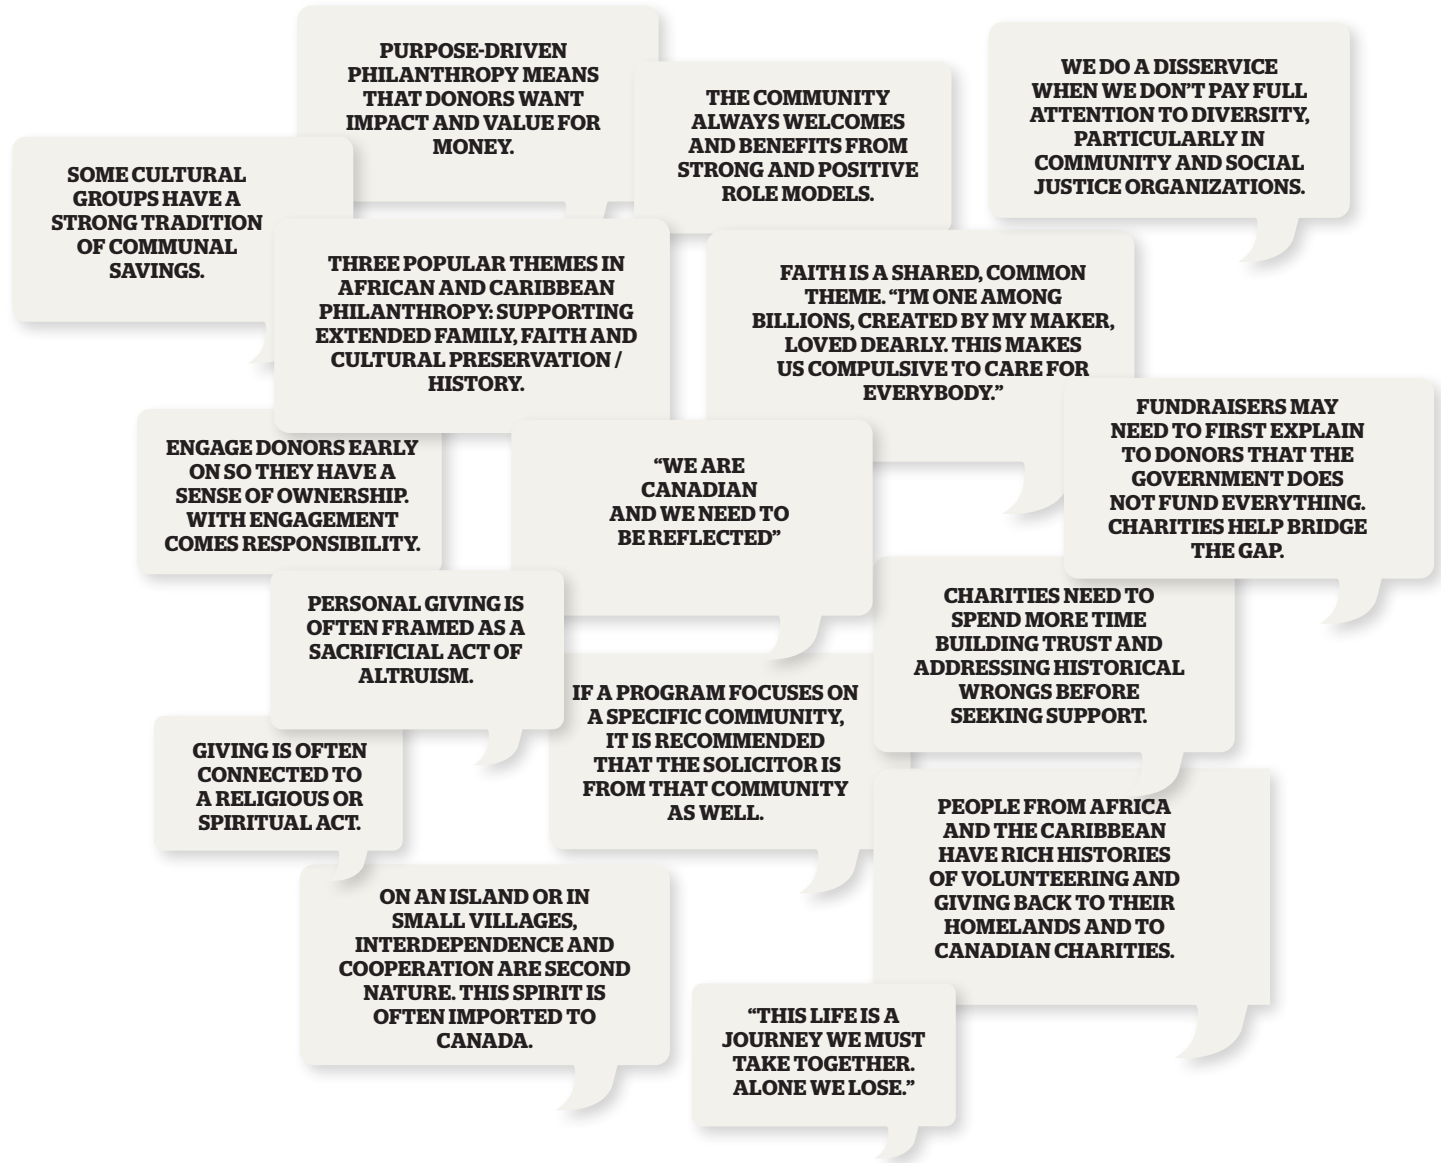 PURPOSE-DRIVEN
PHILANTHROPY MEANS
THAT DONORS WANT
IMPACT AND VALUE FOR
MONEY.
THE COMMUNITY
ALWAYS WELCOMES
AND BENEFITS FROM
STRONG AND POSITIVE
ROLE MODELS.
WE DO A DISSERVICE
WHEN WE DON’T PAY FULL
ATTENTION TO DIVERSITY,
PARTICULARLY IN
COMMUNITY AND SOCIAL
JUSTICE ORGANIZATIONS.
SOME CULTURAL
GROUPS HAVE A
STRONG TRADITION
OF COMMUNAL
SAVINGS.
THREE POPULAR THEMES IN
AFRICAN AND CARIBBEAN
PHILANTHROPY: SUPPORTING
EXTENDED FAMILY, FAITH AND
CULTURAL PRESERVATION /
HISTORY.
FAITH IS A SHARED, COMMON
THEME. “I’M ONE AMONG
BILLIONS, CREATED BY MY MAKER,
LOVED DEARLY. THIS MAKES
US COMPULSIVE TO CARE FOR
EVERYBODY.”
FUNDRAISERS MAY
NEED TO FIRST EXPLAIN
TO DONORS THAT THE
GOVERNMENT DOES
NOT FUND EVERYTHING.
CHARITIES HELP BRIDGE
THE GAP.
ENGAGE DONORS EARLY
ON SO THEY HAVE A
SENSE OF OWNERSHIP.
WITH ENGAGEMENT
COMES RESPONSIBILITY.
“WE ARE
CANADIAN
AND WE NEED TO
BE REFLECTED”
PERSONAL GIVING IS
OFTEN FRAMED AS A
SACRIFICIAL ACT OF
ALTRUISM.
CHARITIES NEED TO
SPEND MORE TIME
BUILDING TRUST AND
ADDRESSING HISTORICAL
WRONGS BEFORE
SEEKING SUPPORT.
IF A PROGRAM FOCUSES ON
A SPECIFIC COMMUNITY,
IT IS RECOMMENDED
THAT THE SOLICITOR IS
FROM THAT COMMUNITY
AS WELL.
GIVING IS OFTEN
CONNECTED TO
A RELIGIOUS OR
SPIRITUAL ACT.
PEOPLE FROM AFRICA
AND THE CARIBBEAN
HAVE RICH HISTORIES
OF VOLUNTEERING AND
GIVING BACK TO THEIR
HOMELANDS AND TO
CANADIAN CHARITIES.
ON AN ISLAND OR IN
SMALL VILLAGES,
INTERDEPENDENCE AND
COOPERATION ARE SECOND
NATURE. THIS SPIRIT IS
OFTEN IMPORTED TO
CANADA.
“THIS LIFE IS A
JOURNEY WE MUST
TAKE TOGETHER.
ALONE WE LOSE.”